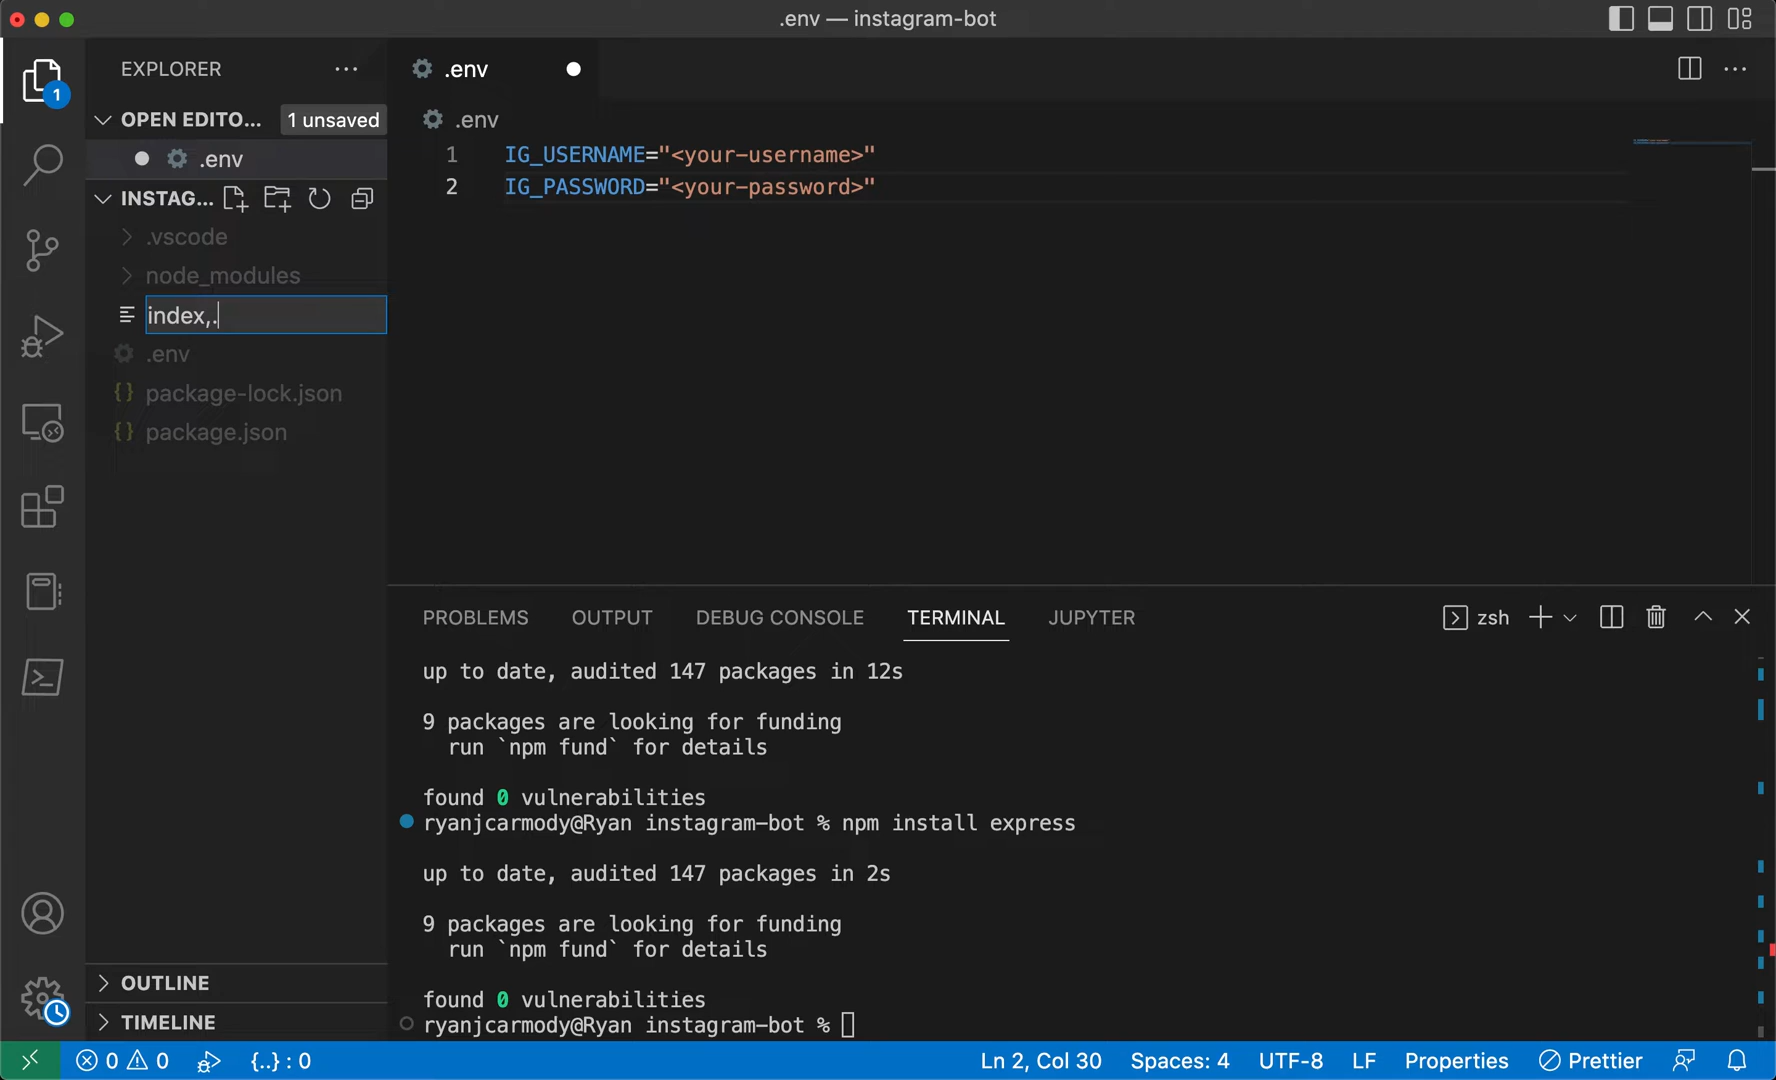 .env — instagram-bot
EXPLORER
1
OPEN EDITO... 1 unsaved
.env
INSTAG...
.vscode
node_modules
index,.
.env
package-lock.json
package.json
OUTLINE
TIMELINE
.env
.env
1 IG_USERNAME="<your-username>"
2 IG_PASSWORD="<your-password>"
PROBLEMS OUTPUT DEBUG CONSOLE TERMINAL JUPYTER zsh
up to date, audited 147 packages in 12s
9 packages are looking for funding
run `npm fund` for details
found 0 vulnerabilities
ryanjcarmody@Ryan instagram-bot % npm install express
up to date, audited 147 packages in 2s
9 packages are looking for funding
run `npm fund` for details
found 0 vulnerabilities
ryanjcarmody@Ryan instagram-bot %
0 0 {..} : 0 Ln 2, Col 30 Spaces: 4 UTF-8 LF Properties Prettier